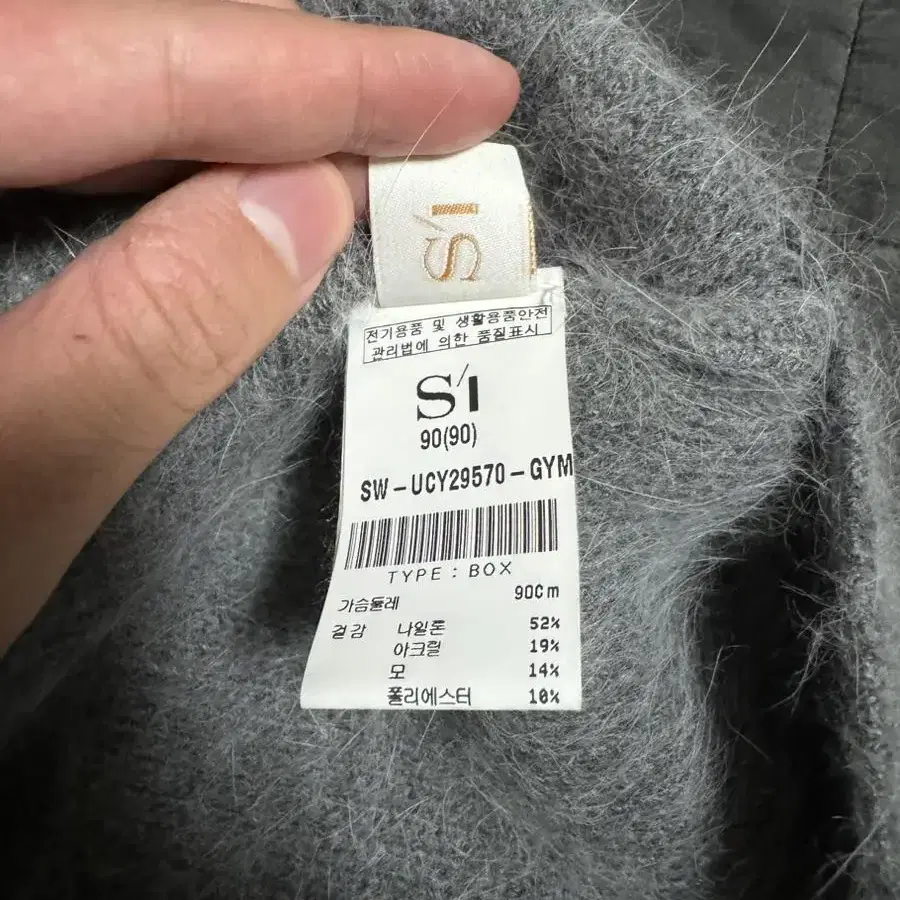 S'I
전기용품 및 생활용품안전
관리법에 의한 품질표시
S'I
90(90)
SW-UCY29570-GYM
TYPE : BOX
가슴둘레 90Cm
겉감 나일론 52%
아크릴 19%
모 14%
폴리에스터 10%